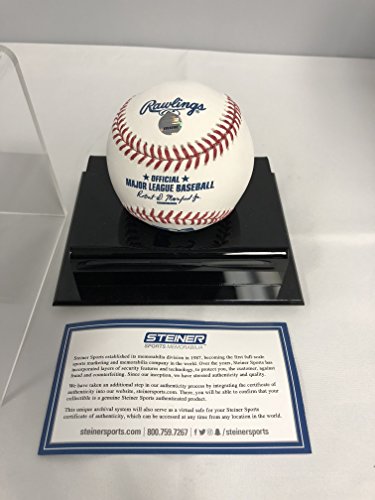 Rawlings
OFFICIAL
MAJOR LEAGUE BASEBALL
Robert D. Manfred Jr.
STEINER
SPORTS MEMORABILIA
Steiner Sports established its memorabilia division in 1987, becoming the first full-scale
sports marketing and memorabilia company in the world. Over the years, Steiner Sports has
incorporated layers of security features and technology, to protect you, the customer, against
fraud and counterfeiting. Since our inception, we have assured authenticity and quality.
We have taken an additional step in our authenticity process by integrating the certificate of
authenticity into our website, steinersports.com. There, you will be able to confirm that your
collectible is a genuine Steiner Sports authenticated product.
This unique archival system will also serve as a virtual safe for your Steiner Sports
certificate of authenticity, which can be accessed at any time from any location in the world.
steinersports.com | 800.759.7267 | /steinersports